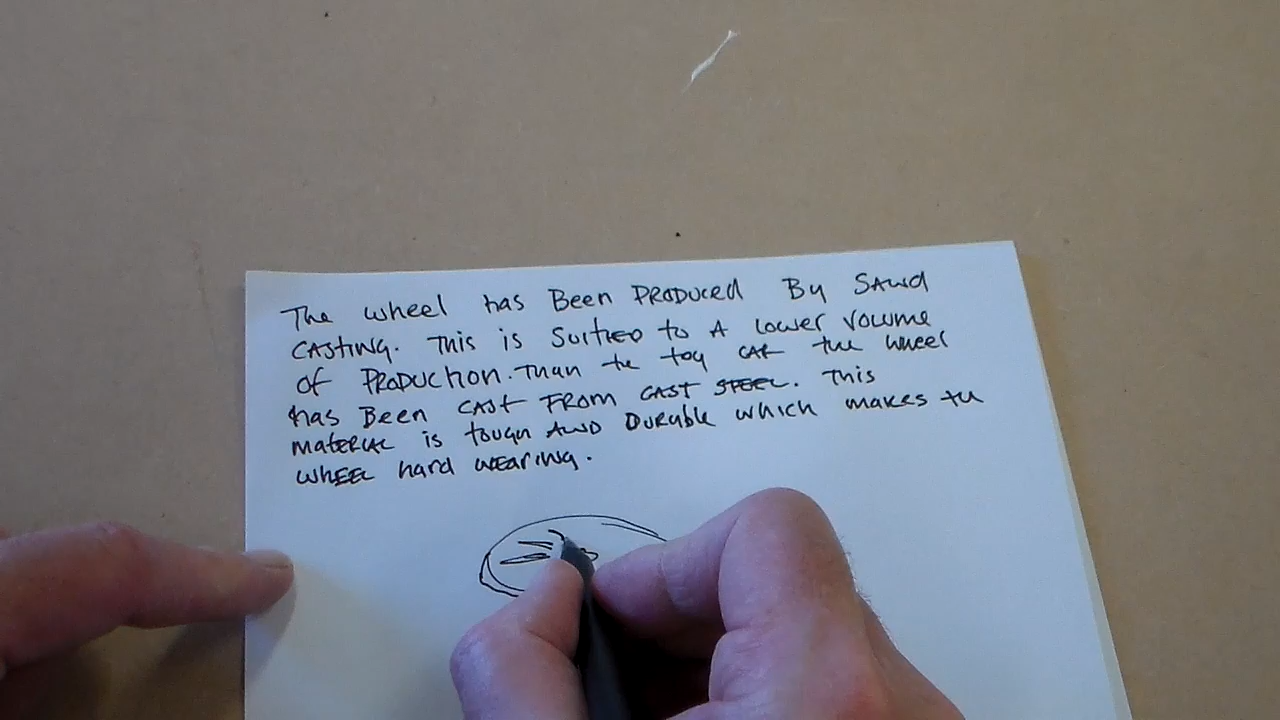 The wheel has Been PRODUCED By SAND
CASTING. This is Suited to A lower Volume
of PRODUCTION. Than the toy CAR the wheel
has Been CAST FROM CAST STEEL. This
MATERIAL is tough AND DURable which makes the
WHEEL hard WEARING.